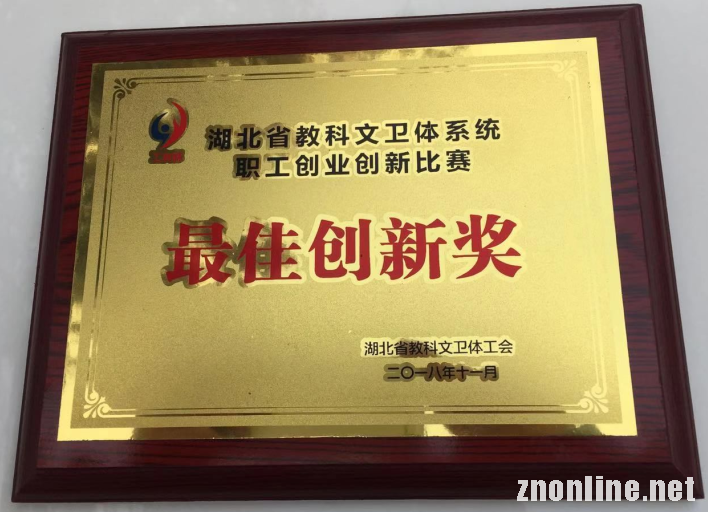 湖北省教科文卫体系统
职工创业创新比赛
最佳创新奖
湖北省教科文卫体工会
二〇一八年十一月
znonline.net